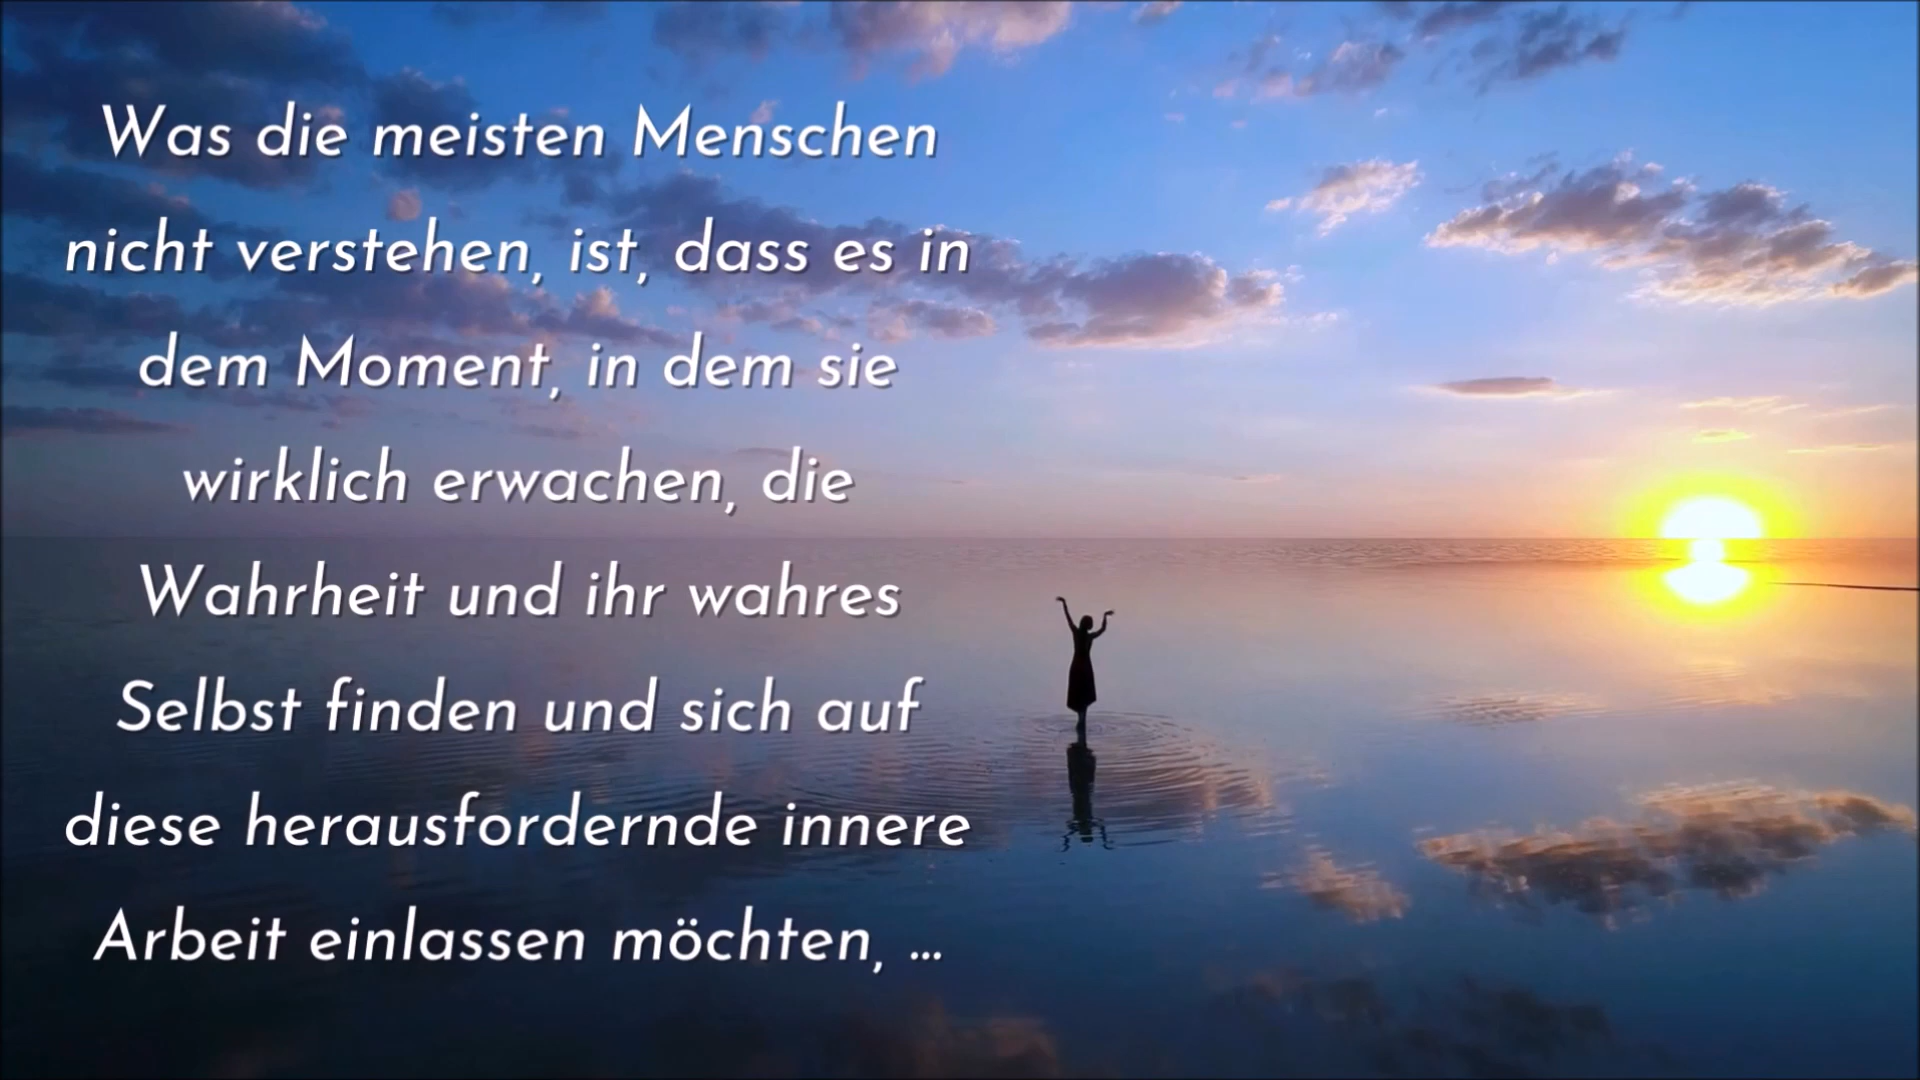 Was die meisten Menschen
nicht verstehen, ist, dass es in
dem Moment, in dem sie
wirklich erwachen, die
Wahrheit und ihr wahres
Selbst finden und sich auf
diese herausfordernde innere
Arbeit einlassen möchten, ...